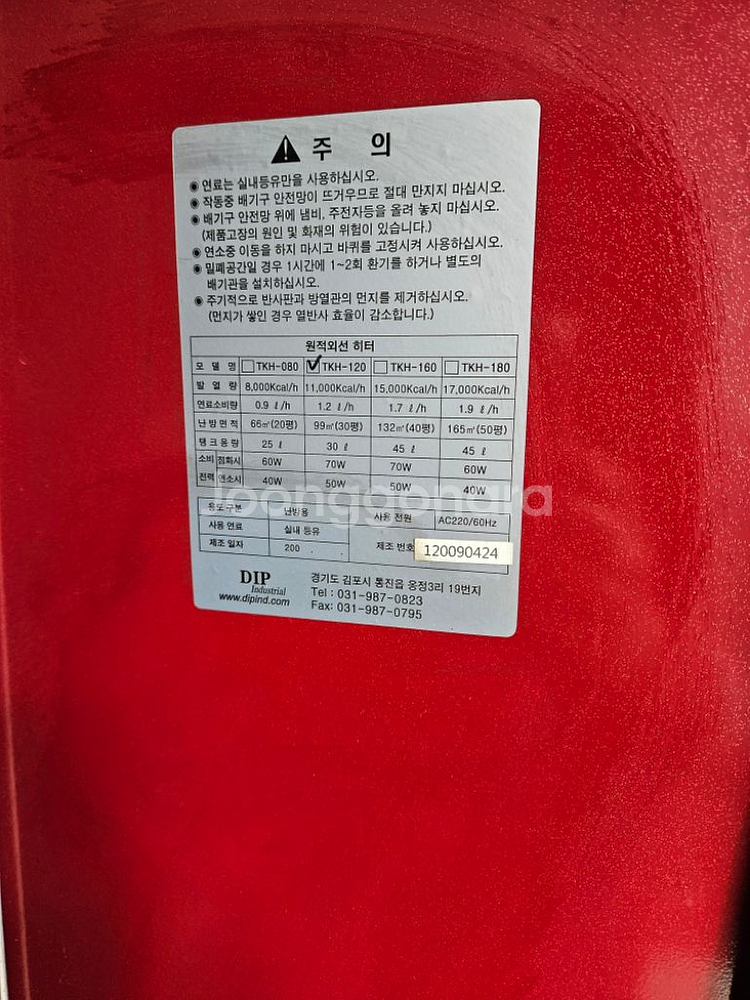 주 의
◉ 연료는 실내등유만을 사용하십시오.
◉ 작동중 배기구 안전망이 뜨거우므로 절대 만지지 마십시오.
◉ 배기구 안전망 위에 냄비, 주전자등을 올려 놓지 마십시오.
(제품고장의 원인 및 화재의 위험이 있습니다.)
◉ 연소중 이동을 하지 마시고 바퀴를 고정시켜 사용하십시오.
◉ 밀폐공간일 경우 1시간에 1~2회 환기를 하거나 별도의
배기관을 설치하십시오.
◉ 주기적으로 반사판과 방열관의 먼지를 제거하십시오.
(먼지가 쌓인 경우 열반사 효율이 감소합니다.)
원적외선 히터
모 델 명 □TKH-080 ☑TKH-120 □TKH-160 □TKH-180
발 열 량 8,000Kcal/h 11,000Kcal/h 15,000Kcal/h 17,000Kcal/h
연료소비량 0.9 ℓ/h 1.2 ℓ/h 1.7 ℓ/h 1.9 ℓ/h
난방면적 66㎡(20평) 99㎡(30평) 132㎡(40평) 165㎡(50평)
탱크용량 25 ℓ 30 ℓ 45 ℓ 45 ℓ
소비 점화시 60W 70W 70W 60W
전력 연소시 40W 50W 50W 40W
용도구분 난방용 사용 전원 AC220/60Hz
사용 연료 실내 등유
제조 일자 200 . . 제조 번호 120090424
DIP 경기도 김포시 통진읍 옹정3리 19번지
Industrial Tel : 031-987-0823
www.dipind.com Fax: 031-987-0795
joonggonara